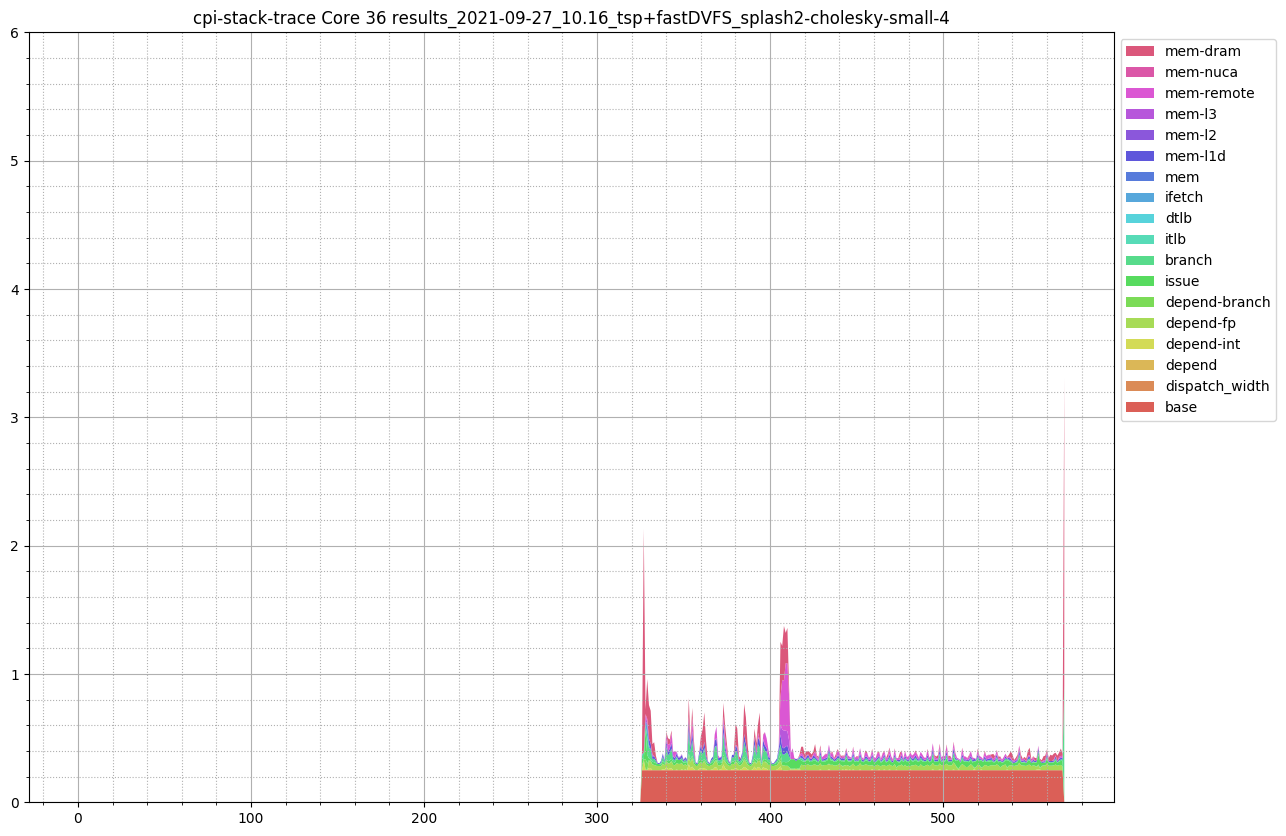 cpi-stack-trace Core 36 results_2021-09-27_10.16_tsp+fastDVFS_splash2-cholesky-small-4
6
5
4
3
2
1
0
0 100 200 300 400 500
mem-dram
mem-nuca
mem-remote
mem-l3
mem-l2
mem-l1d
mem
ifetch
dtlb
itlb
branch
issue
depend-branch
depend-fp
depend-int
depend
dispatch_width
base